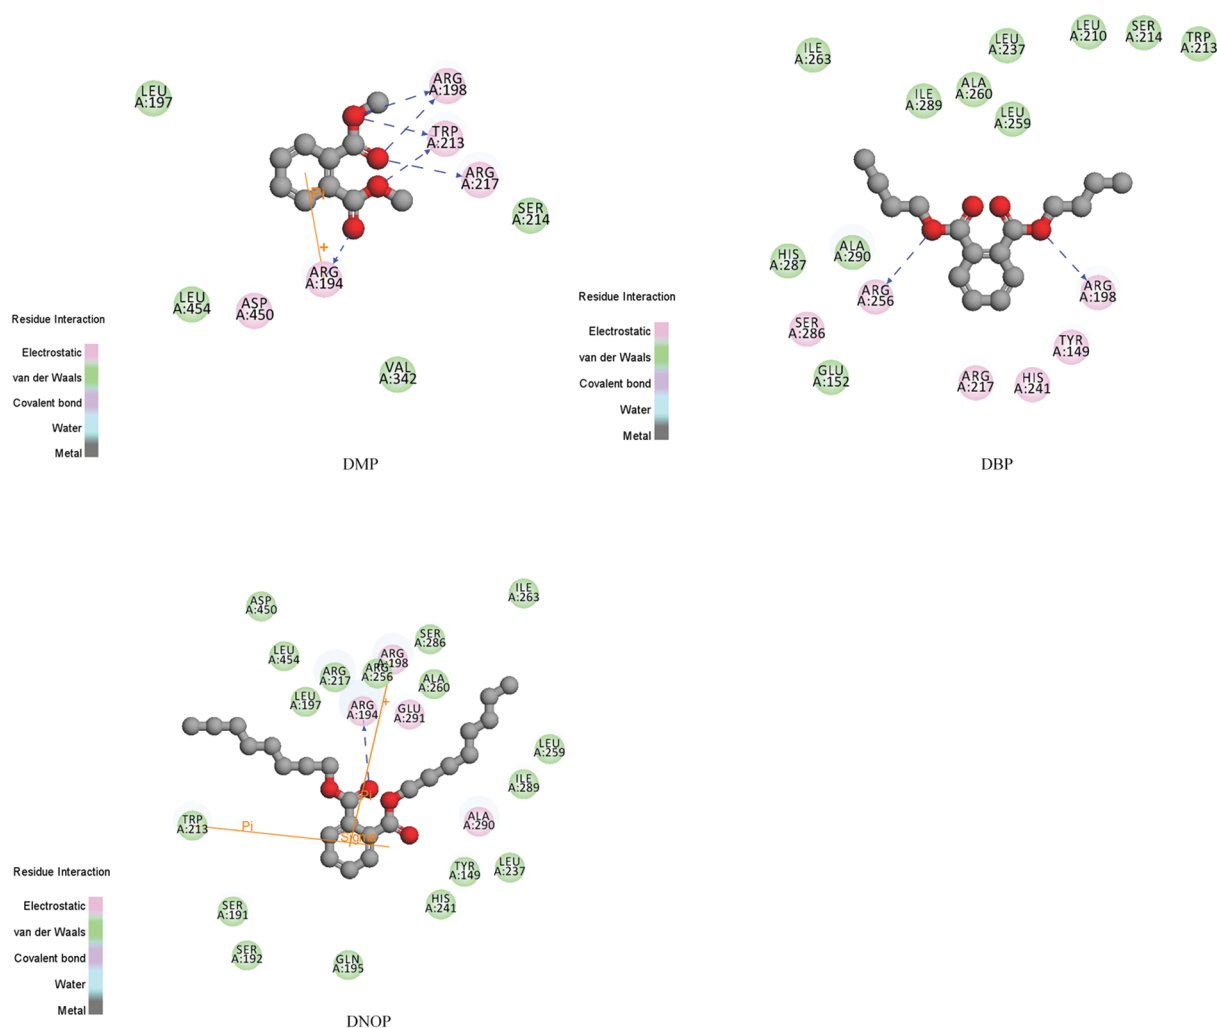 LEU
A:197
ARG
A:198
TRP
A:213
ARG
A:217
SER
A:214
Pi
+
ARG
A:194
LEU
A:454
ASP
A:450
VAL
A:342
Residue Interaction
Electrostatic
van der Waals
Covalent bond
Water
Metal
DMP
ILE
A:263
LEU
A:237
LEU
A:210
SER
A:214
TRP
A:213
ILE
A:289
ALA
A:260
LEU
A:259
HIS
A:287
ALA
A:290
ARG
A:256
ARG
A:198
SER
A:286
TYR
A:149
GLU
A:152
ARG
A:217
HIS
A:241
Residue Interaction
Electrostatic
van der Waals
Covalent bond
Water
Metal
DBP
ASP
A:450
ILE
A:263
LEU
A:454
SER
A:286
ARG
A:217
ARG
A:256
ARG
A:198
ALA
A:260
LEU
A:197
ARG
A:194
GLU
A:291
+
LEU
A:259
ILE
A:289
Pi
TRP
A:213
Pi
Sigma
ALA
A:290
TYR
A:149
LEU
A:237
HIS
A:241
SER
A:191
SER
A:192
GLN
A:195
Residue Interaction
Electrostatic
van der Waals
Covalent bond
Water
Metal
DNOP